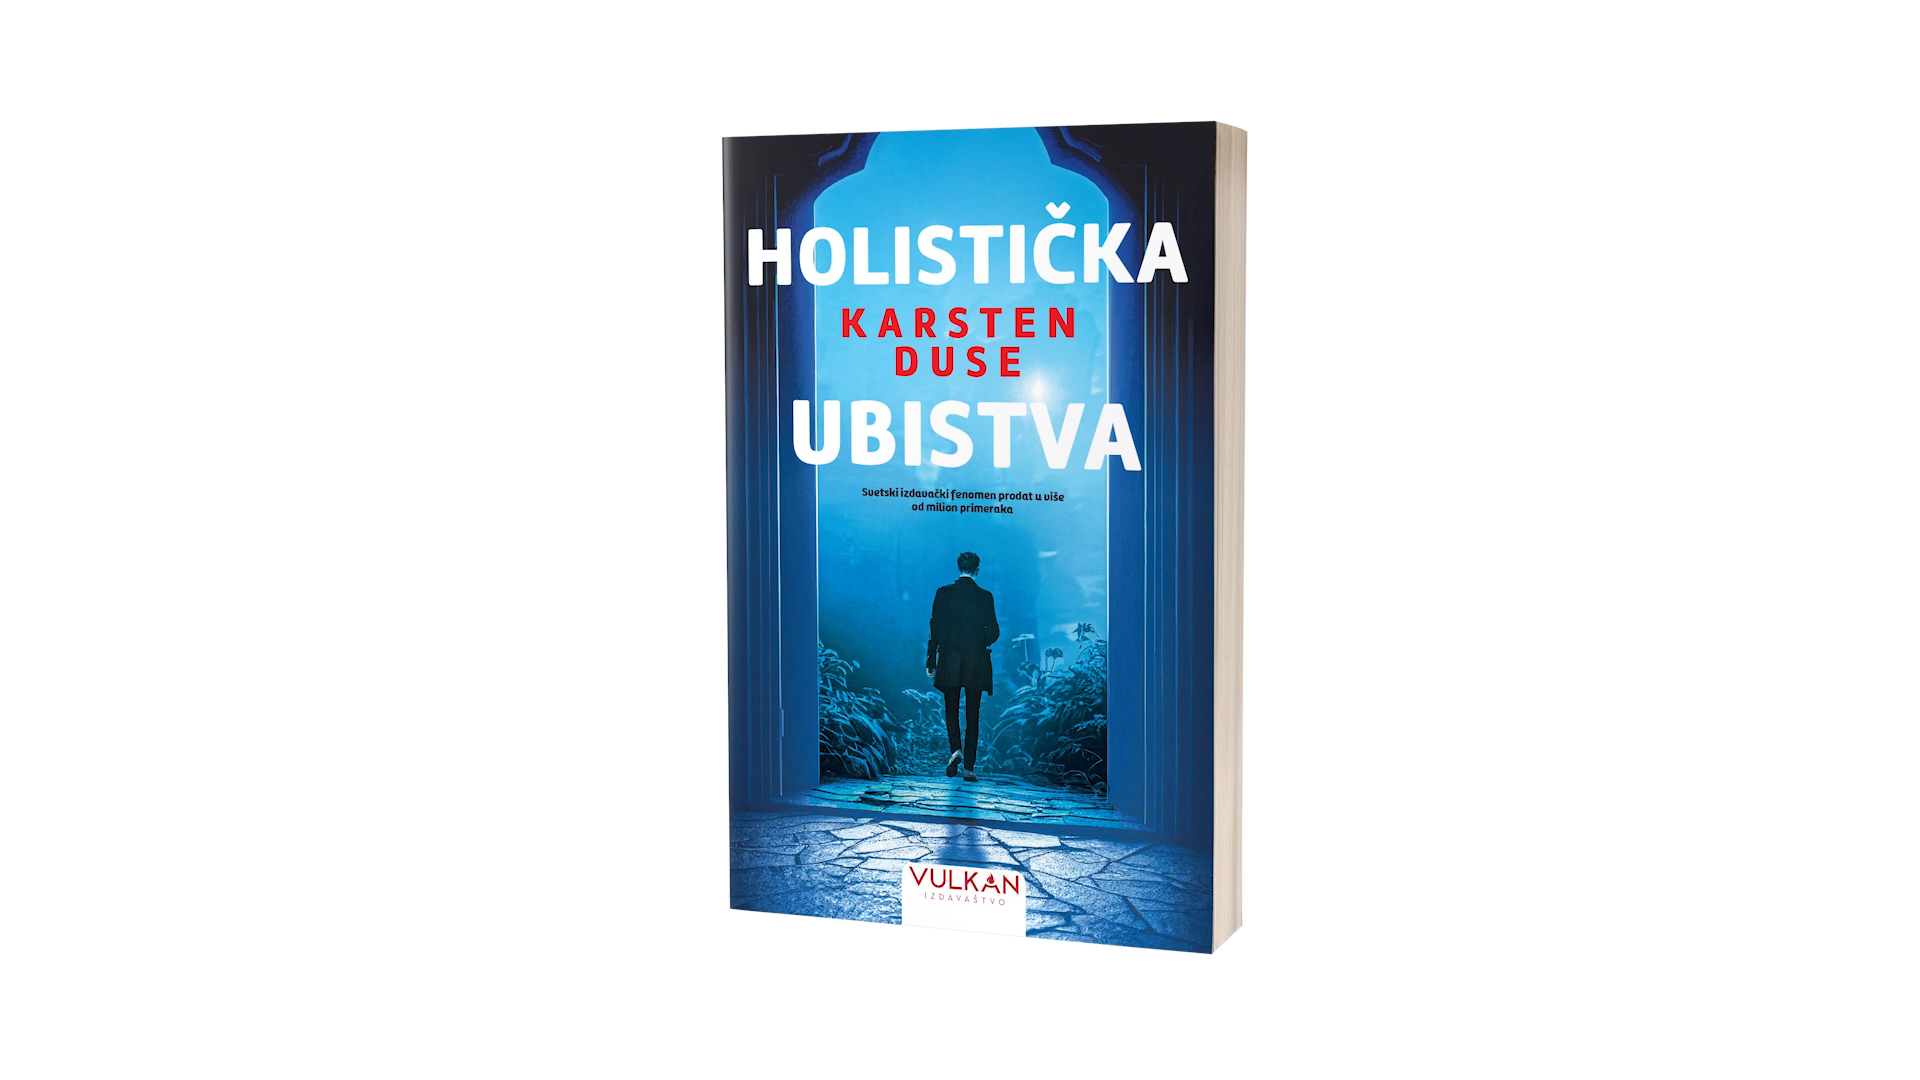 HOLISTIČKA
KARSTEN
DUSE
UBISTVA
Svetski izdavački fenomen prodat u više
od milion primeraka
VULKAN
IZDAVAŠTVO